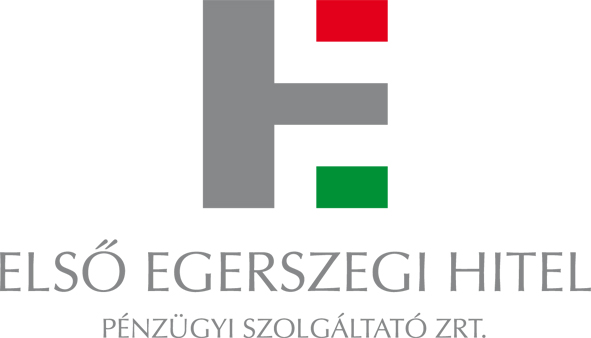 ELSŐ EGERSZEGI HITEL
PÉNZÜGYI SZOLGÁLTATÓ ZRT.